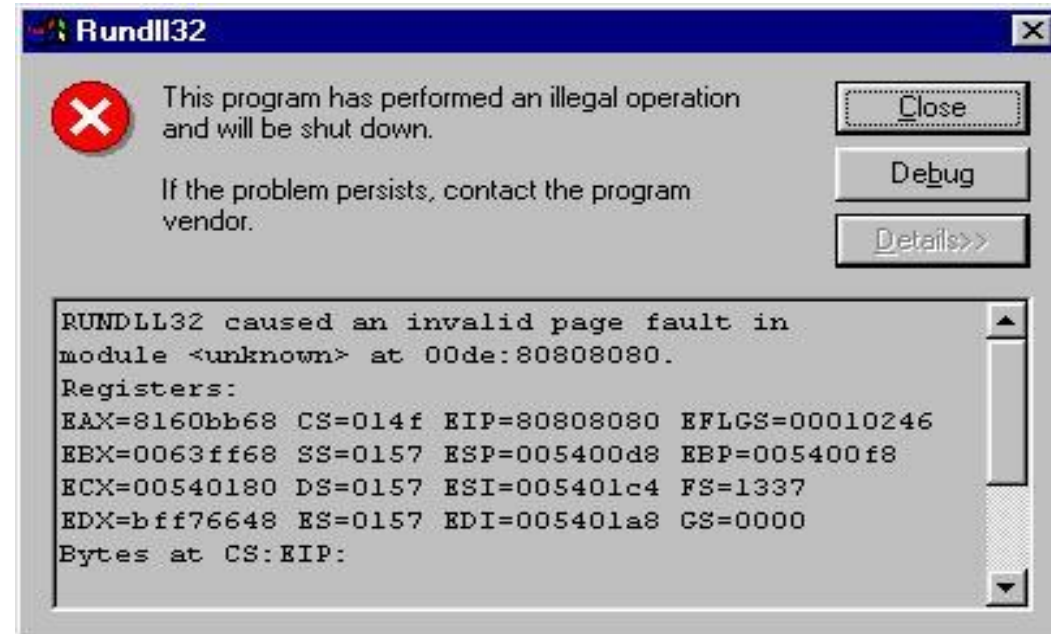 Rundll32
This program has performed an illegal operation
and will be shut down.
If the problem persists, contact the program
vendor.
Close
Debug
Details>>
RUNDLL32 caused an invalid page fault in
module <unknown> at 00de:80808080.
Registers:
EAX=8160bb68 CS=014f EIP=80808080 EFLGS=00010246
EBX=0063ff68 SS=0157 ESP=005400d8 EBP=005400f8
ECX=00540180 DS=0157 ESI=005401c4 FS=1337
EDX=bff76648 ES=0157 EDI=005401a8 GS=0000
Bytes at CS:EIP: